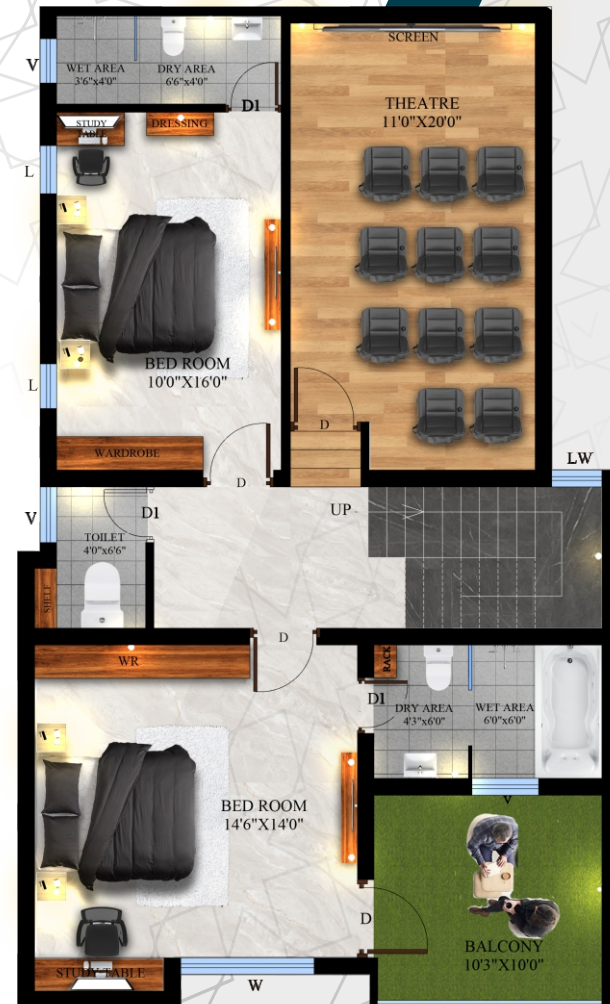 SCREEN
V
WET AREA
3'6"x4'0"
DRY AREA
6'6"x4'0"
D1
THEATRE
11'0"X20'0"
STUDY
TABLE
DRESSING
L
BED ROOM
10'0"X16'0"
L
D
WARDROBE
D
LW
V
D1
UP
TOILET
4'0"x6'6"
SHELF
D
WR
RACK
D1
DRY AREA
4'3"x6'0"
WET AREA
6'0"x6'0"
V
BED ROOM
14'6"X14'0"
D
BALCONY
10'3"X10'0"
STUDY TABLE
W